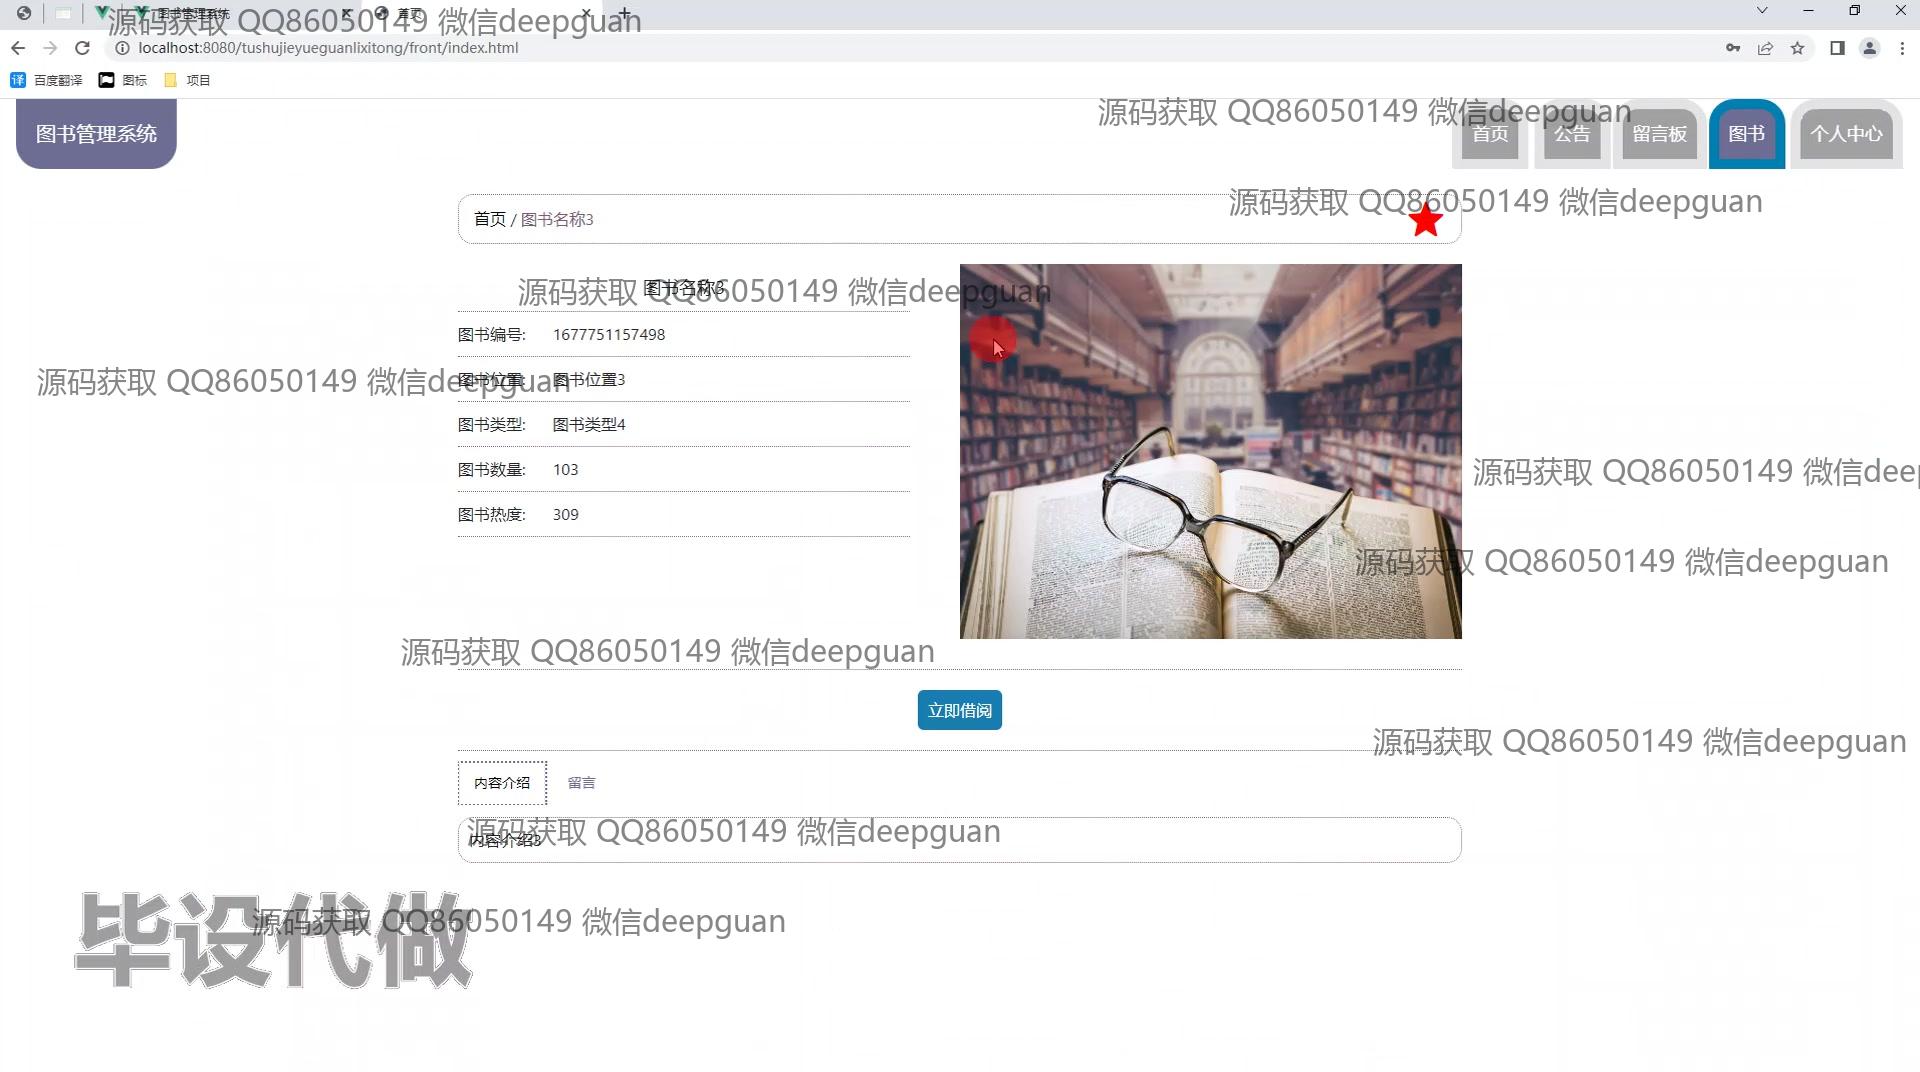 图书管理系统
首页
源码获取 QQ86050149 微信deepguan
localhost:8080/tushujieyueguanlixitong/front/index.html
百度翻译
图标
项目
源码获取 QQ86050149 微信deepguan
图书管理系统
首页
公告
留言板
图书
个人中心
源码获取 QQ86050149 微信deepguan
首页 / 图书名称3
图书名称3
源码获取 QQ86050149 微信deepguan
图书编号: 1677751157498
源码获取 QQ86050149 微信deepguan
图书位置: 图书位置3
图书类型: 图书类型4
图书数量: 103
源码获取 QQ86050149 微信deep
图书热度: 309
源码获取 QQ86050149 微信deepguan
源码获取 QQ86050149 微信deepguan
立即借阅
源码获取 QQ86050149 微信deepguan
内容介绍
留言
源码获取 QQ86050149 微信deepguan
内容介绍3
源码获取 QQ86050149 微信deepguan
毕设代做